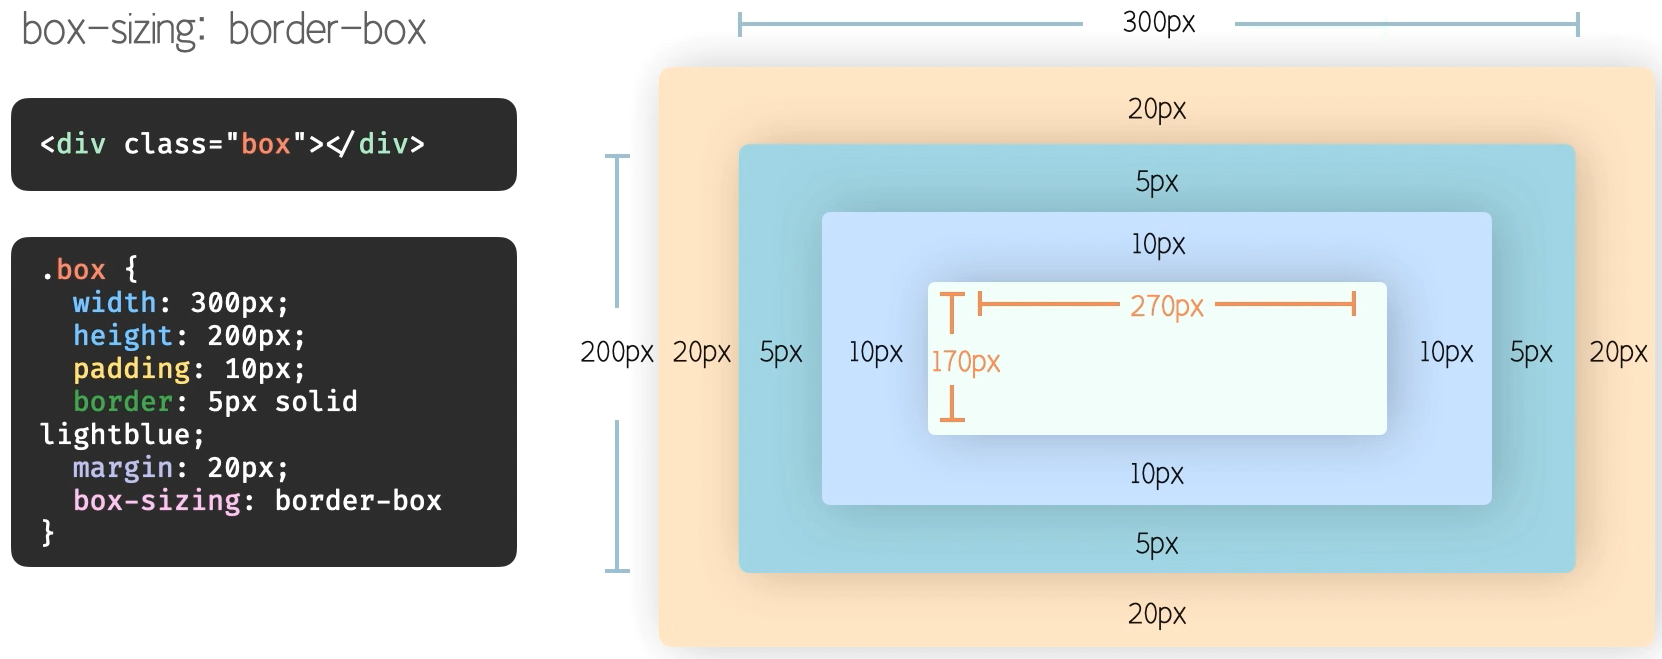 box-sizing: border-box
<div class="box"></div>
.box {
width: 300px;
height: 200px;
padding: 10px;
border: 5px solid
lightblue;
margin: 20px;
box-sizing: border-box
}
300px
20px
5px
10px
270px
200px 20px 5px 10px 170px 10px 5px 20px
10px
5px
20px